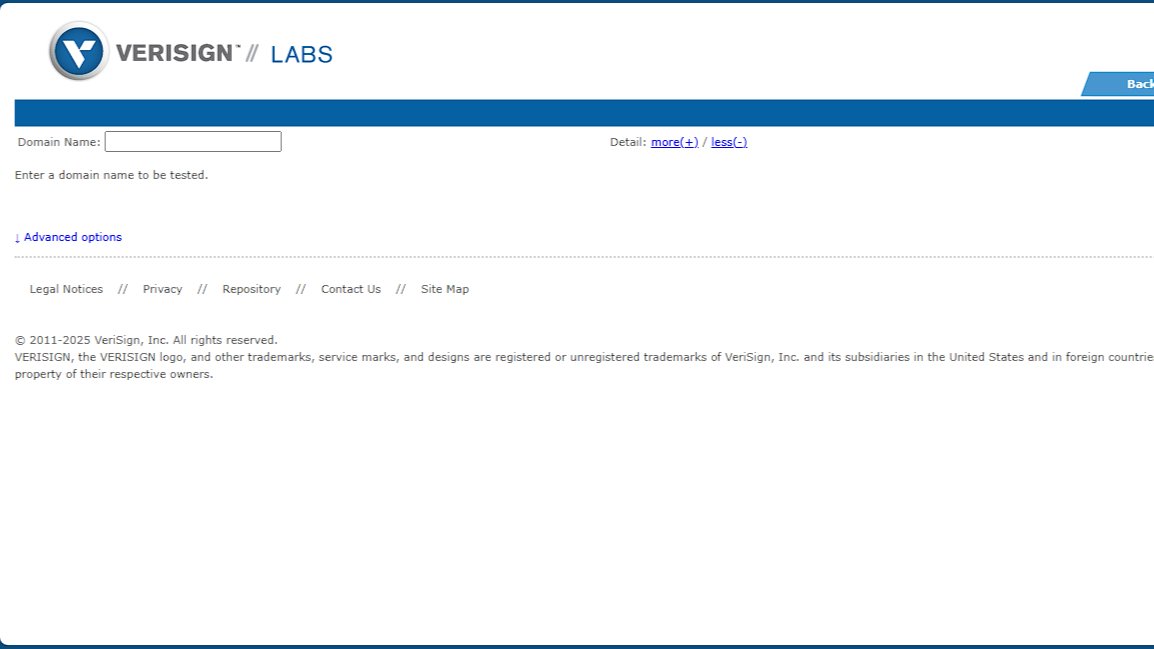 VERISIGN™ // LABS
Back
Domain Name:
Detail: more(+) / less(-)
Enter a domain name to be tested.
↓ Advanced options
Legal Notices // Privacy // Repository // Contact Us // Site Map
© 2011-2025 VeriSign, Inc. All rights reserved.
VERISIGN, the VERISIGN logo, and other trademarks, service marks, and designs are registered or unregistered trademarks of VeriSign, Inc. and its subsidiaries in the United States and in foreign countrie
property of their respective owners.